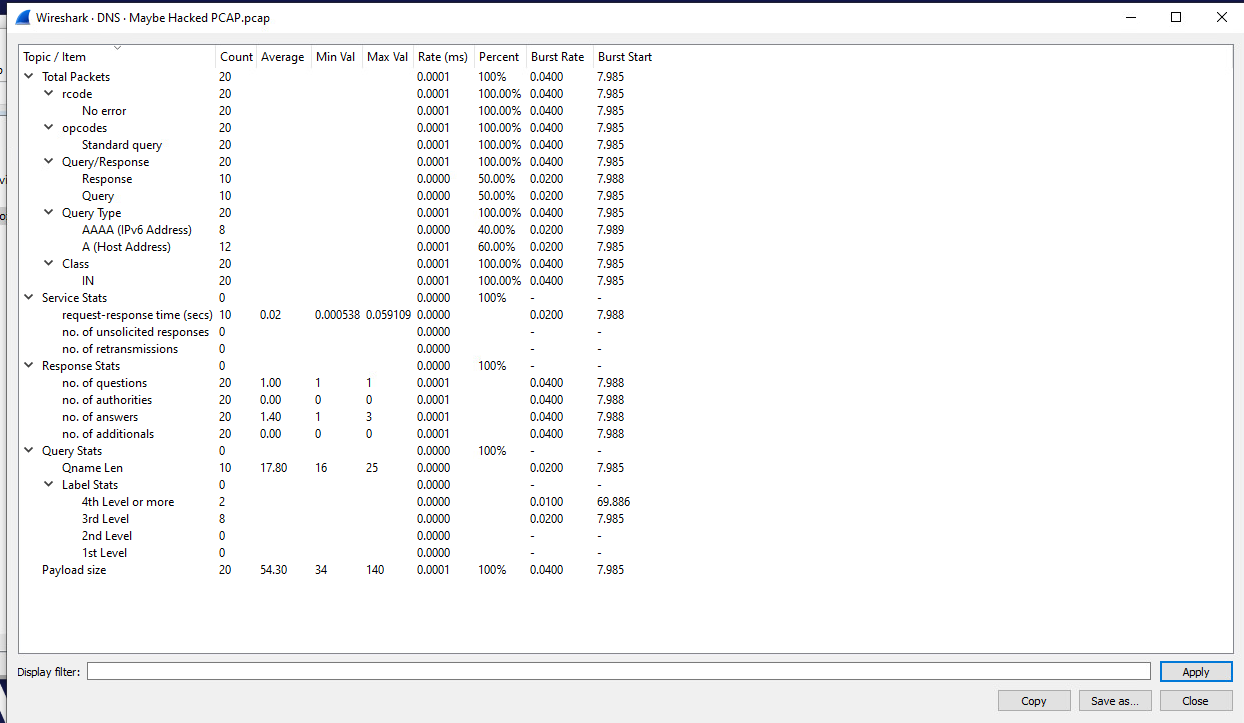 Wireshark · DNS · Maybe Hacked PCAP.pcap
Topic / Item Count Average Min Val Max Val Rate (ms) Percent Burst Rate Burst Start
Total Packets 20 0.0001 100% 0.0400 7.985
rcode 20 0.0001 100.00% 0.0400 7.985
No error 20 0.0001 100.00% 0.0400 7.985
opcodes 20 0.0001 100.00% 0.0400 7.985
Standard query 20 0.0001 100.00% 0.0400 7.985
Query/Response 20 0.0001 100.00% 0.0400 7.985
Response 10 0.0000 50.00% 0.0200 7.988
Query 10 0.0000 50.00% 0.0200 7.985
Query Type 20 0.0001 100.00% 0.0400 7.985
AAAA (IPv6 Address) 8 0.0000 40.00% 0.0200 7.989
A (Host Address) 12 0.0001 60.00% 0.0200 7.985
Class 20 0.0001 100.00% 0.0400 7.985
IN 20 0.0001 100.00% 0.0400 7.985
Service Stats 0 0.0000 100% - -
request-response time (secs) 10 0.02 0.000538 0.059109 0.0000 0.0200 7.988
no. of unsolicited responses 0 0.0000 - -
no. of retransmissions 0 0.0000 - -
Response Stats 0 0.0000 100% - -
no. of questions 20 1.00 1 1 0.0001 0.0400 7.988
no. of authorities 20 0.00 0 0 0.0001 0.0400 7.988
no. of answers 20 1.40 1 3 0.0001 0.0400 7.988
no. of additionals 20 0.00 0 0 0.0001 0.0400 7.988
Query Stats 0 0.0000 100% - -
Qname Len 10 17.80 16 25 0.0000 0.0200 7.985
Label Stats 0 0.0000 - -
4th Level or more 2 0.0000 0.0100 69.886
3rd Level 8 0.0000 0.0200 7.985
2nd Level 0 0.0000 - -
1st Level 0 0.0000 - -
Payload size 20 54.30 34 140 0.0001 100% 0.0400 7.985
Display filter: Apply
Copy Save as... Close